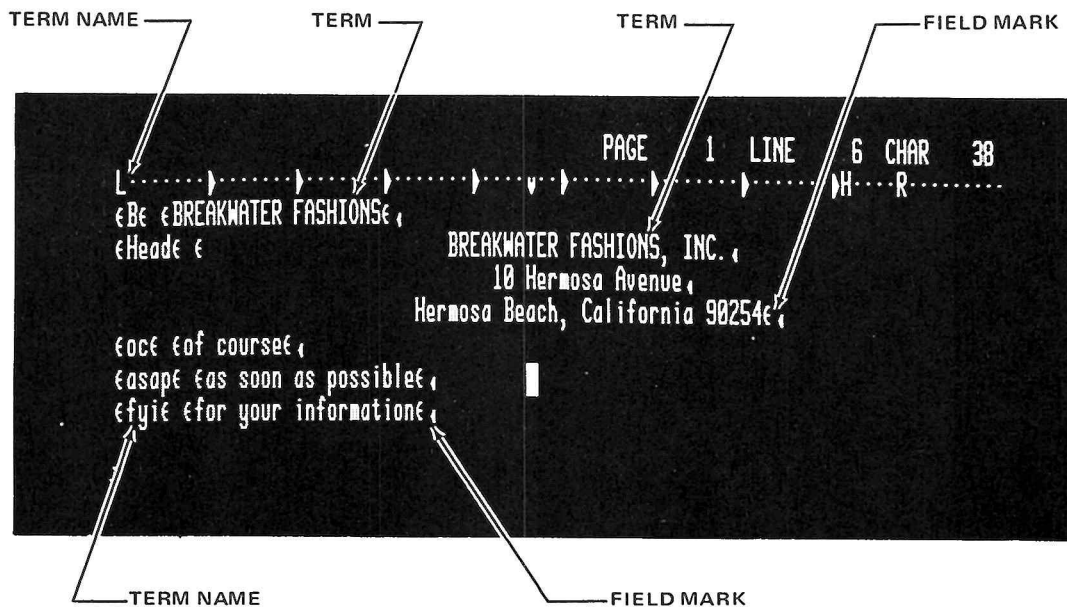 TERM NAME TERM TERM FIELD MARK
PAGE 1 LINE 6 CHAR 38
L H R
€B€ €BREAKWATER FASHIONS€
€Head€ € BREAKWATER FASHIONS, INC.
10 Hermosa Avenue
Hermosa Beach, California 90254€
€oc€ €of course€
€asap€ €as soon as possible€
€fyi€ €for your information€
TERM NAME FIELD MARK